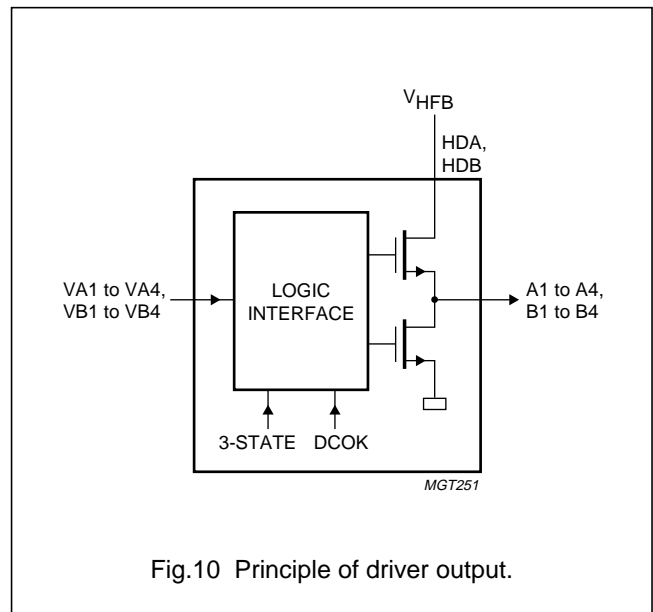 VHFB
HDA,
HDB
VA1 to VA4,
VB1 to VB4
LOGIC
INTERFACE
A1 to A4,
B1 to B4
3-STATE DCOK
MGT251
Fig.10 Principle of driver output.